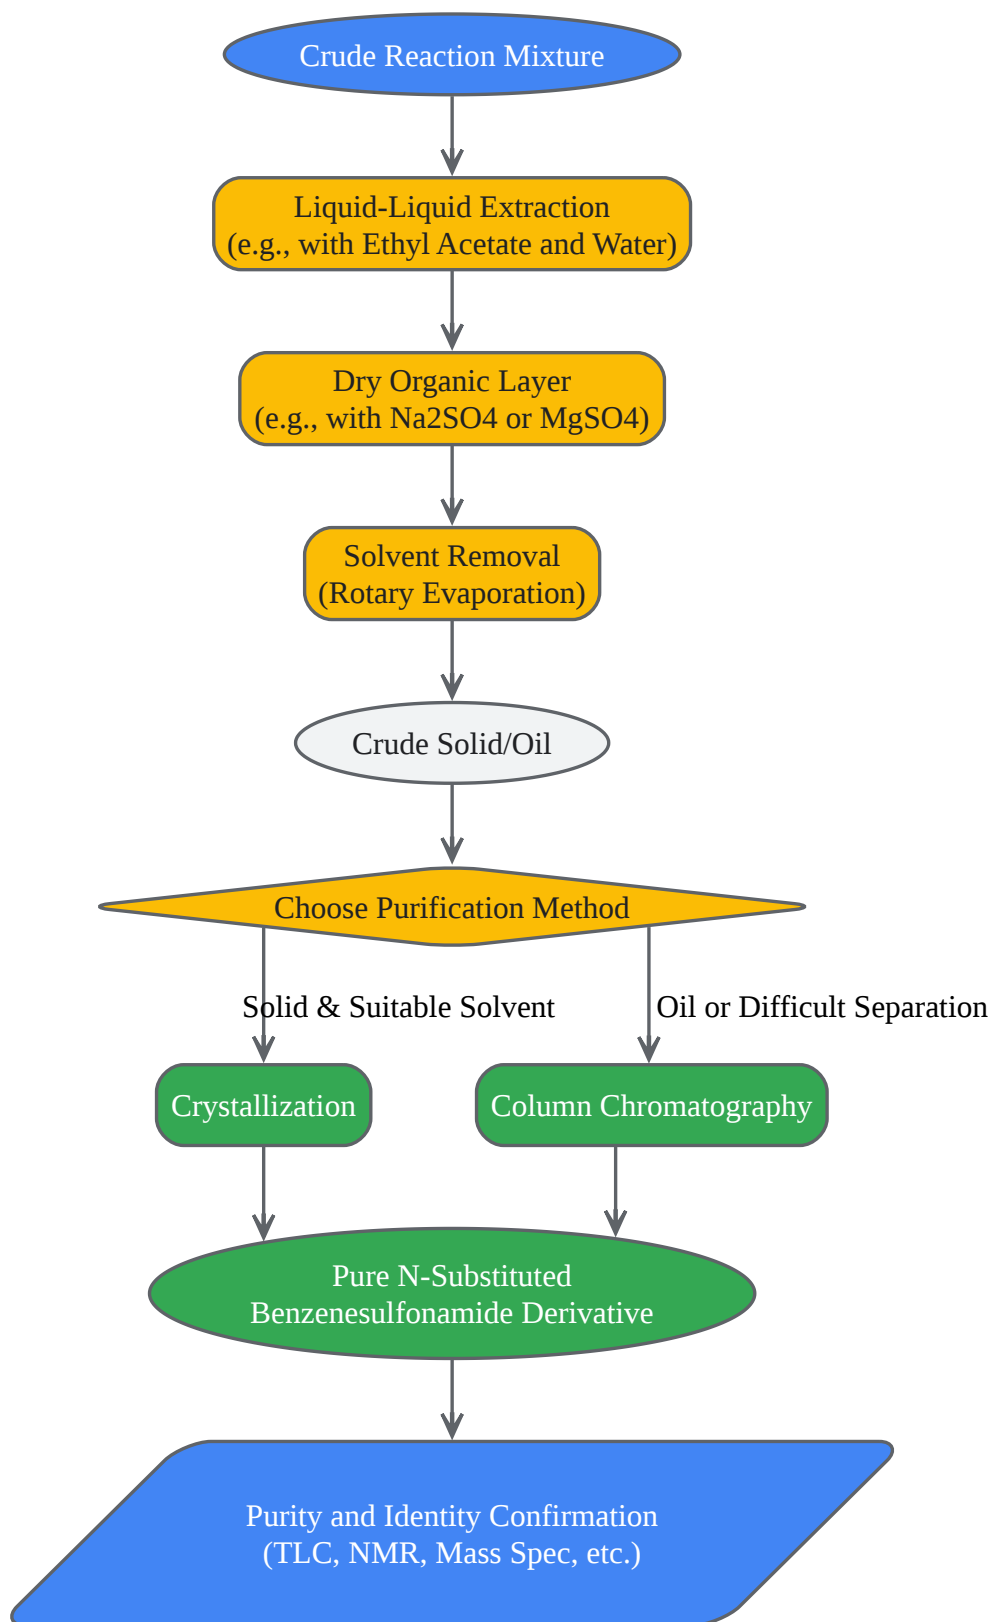 Crude Reaction Mixture
Liquid-Liquid Extraction
(e.g., with Ethyl Acetate and Water)
Dry Organic Layer
(e.g., with Na2SO4 or MgSO4)
Solvent Removal
(Rotary Evaporation)
Crude Solid/Oil
Choose Purification Method
Solid & Suitable Solvent
Oil or Difficult Separation
Crystallization
Column Chromatography
Pure N-Substituted
Benzenesulfonamide Derivative
Purity and Identity Confirmation
(TLC, NMR, Mass Spec, etc.)